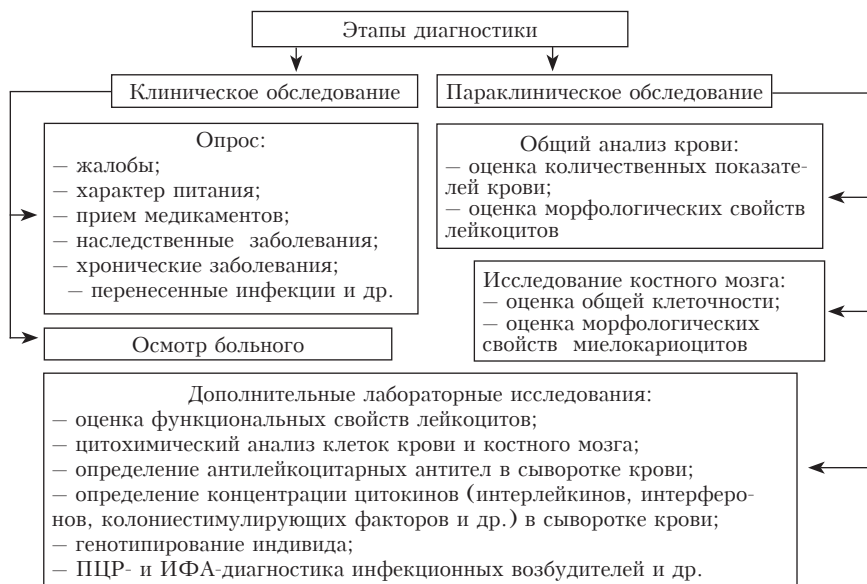 Этапы диагностики
Клиническое обследование
Параклиническое обследование
Опрос:
– жалобы;
– характер питания;
– прием медикаментов;
– наследственные заболевания;
– хронические заболевания;
– перенесенные инфекции и др.
Осмотр больного
Общий анализ крови:
– оценка количественных показате-
лей крови;
– оценка морфологических свойств
лейкоцитов
Исследование костного мозга:
– оценка общей клеточности;
– оценка морфологических
свойств миелокариоцитов
Дополнительные лабораторные исследования:
– оценка функциональных свойств лейкоцитов;
– цитохимический анализ клеток крови и костного мозга;
– определение антилейкоцитарных антител в сыворотке крови;
– определение концентрации цитокинов (интерлейкинов, интерферо-
нов, колониестимулирующих факторов и др.) в сыворотке крови;
– генотипирование индивида;
– ПЦР- и ИФА-диагностика инфекционных возбудителей и др.